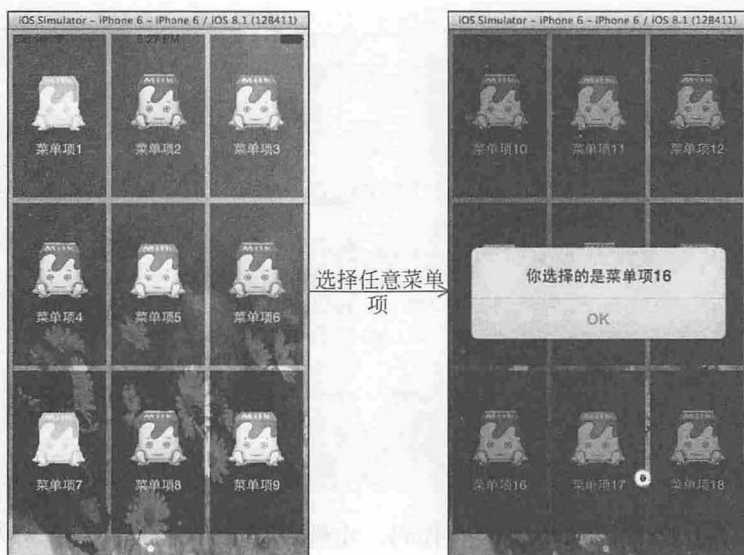 iOS Simulator - iPhone 6 - iPhone 6 / iOS 8.1 (12B411)
5:27 PM
菜单项1 菜单项2 菜单项3
菜单项4 菜单项5 菜单项6
菜单项7 菜单项8 菜单项9
选择任意菜单
项
iOS Simulator - iPhone 6 - iPhone 6 / iOS 8.1 (12B411)
菜单项10 菜单项11 菜单项12
你选择的是菜单项16
OK
菜单项16 菜单项17 菜单项18